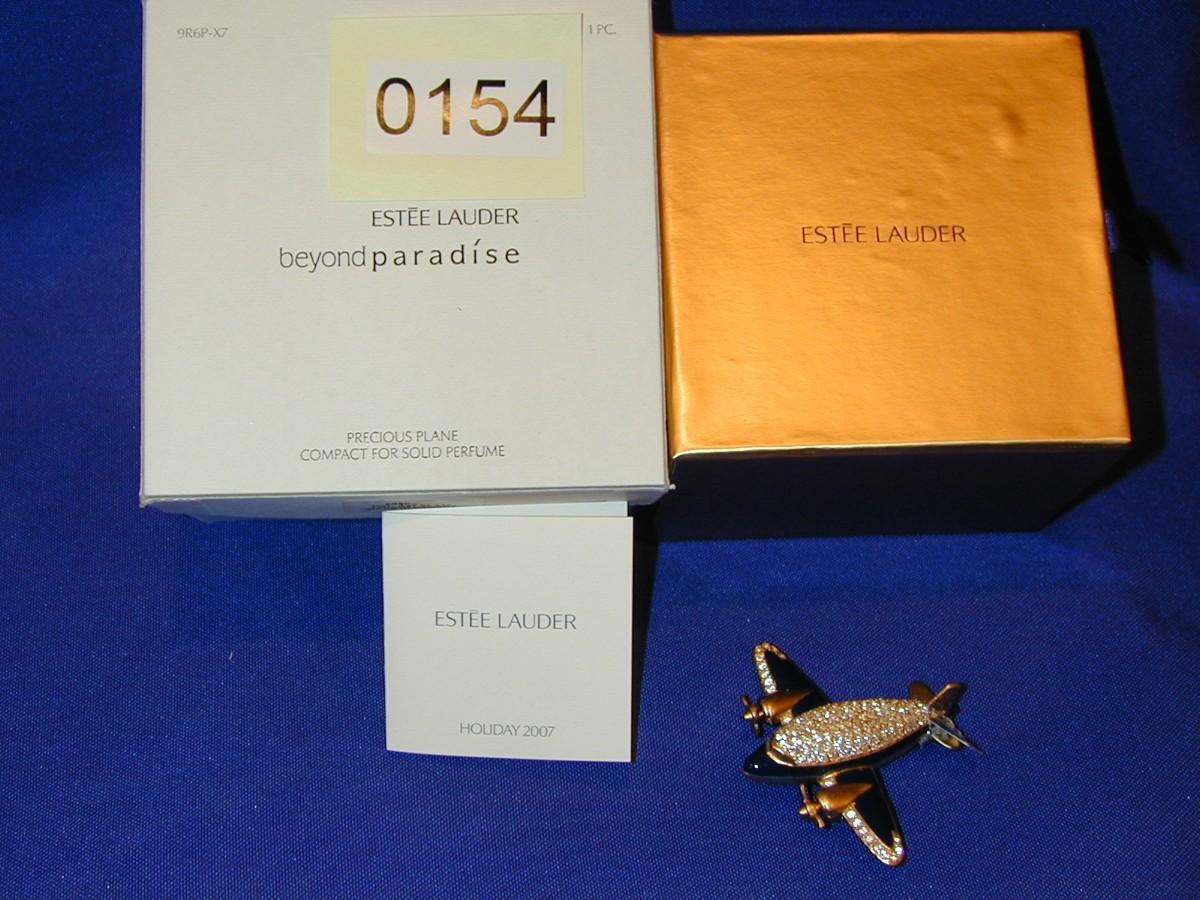 9R6P-X7
1 PC.
0154
ESTĒE LAUDER
beyondparadíse
PRECIOUS PLANE
COMPACT FOR SOLID PERFUME
ESTĒE LAUDER
ESTĒE LAUDER
HOLIDAY 2007